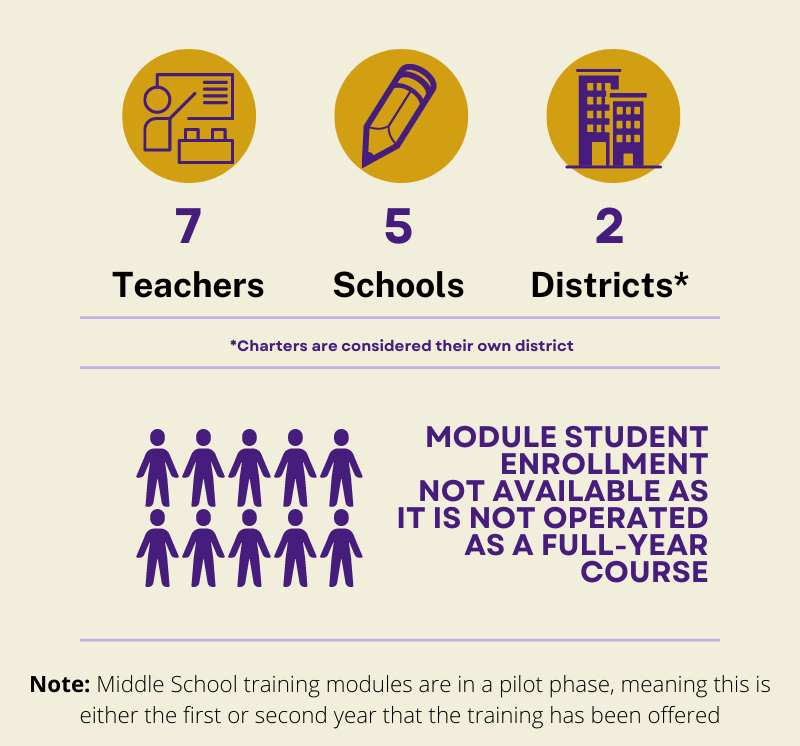 7
5
2
Teachers
Schools
Districts*
*Charters are considered their own district
MODULE STUDENT
ENROLLMENT
NOT AVAILABLE AS
IT IS NOT OPERATED
AS A FULL-YEAR
COURSE
Note: Middle School training modules are in a pilot phase, meaning this is
either the first or second year that the training has been offered